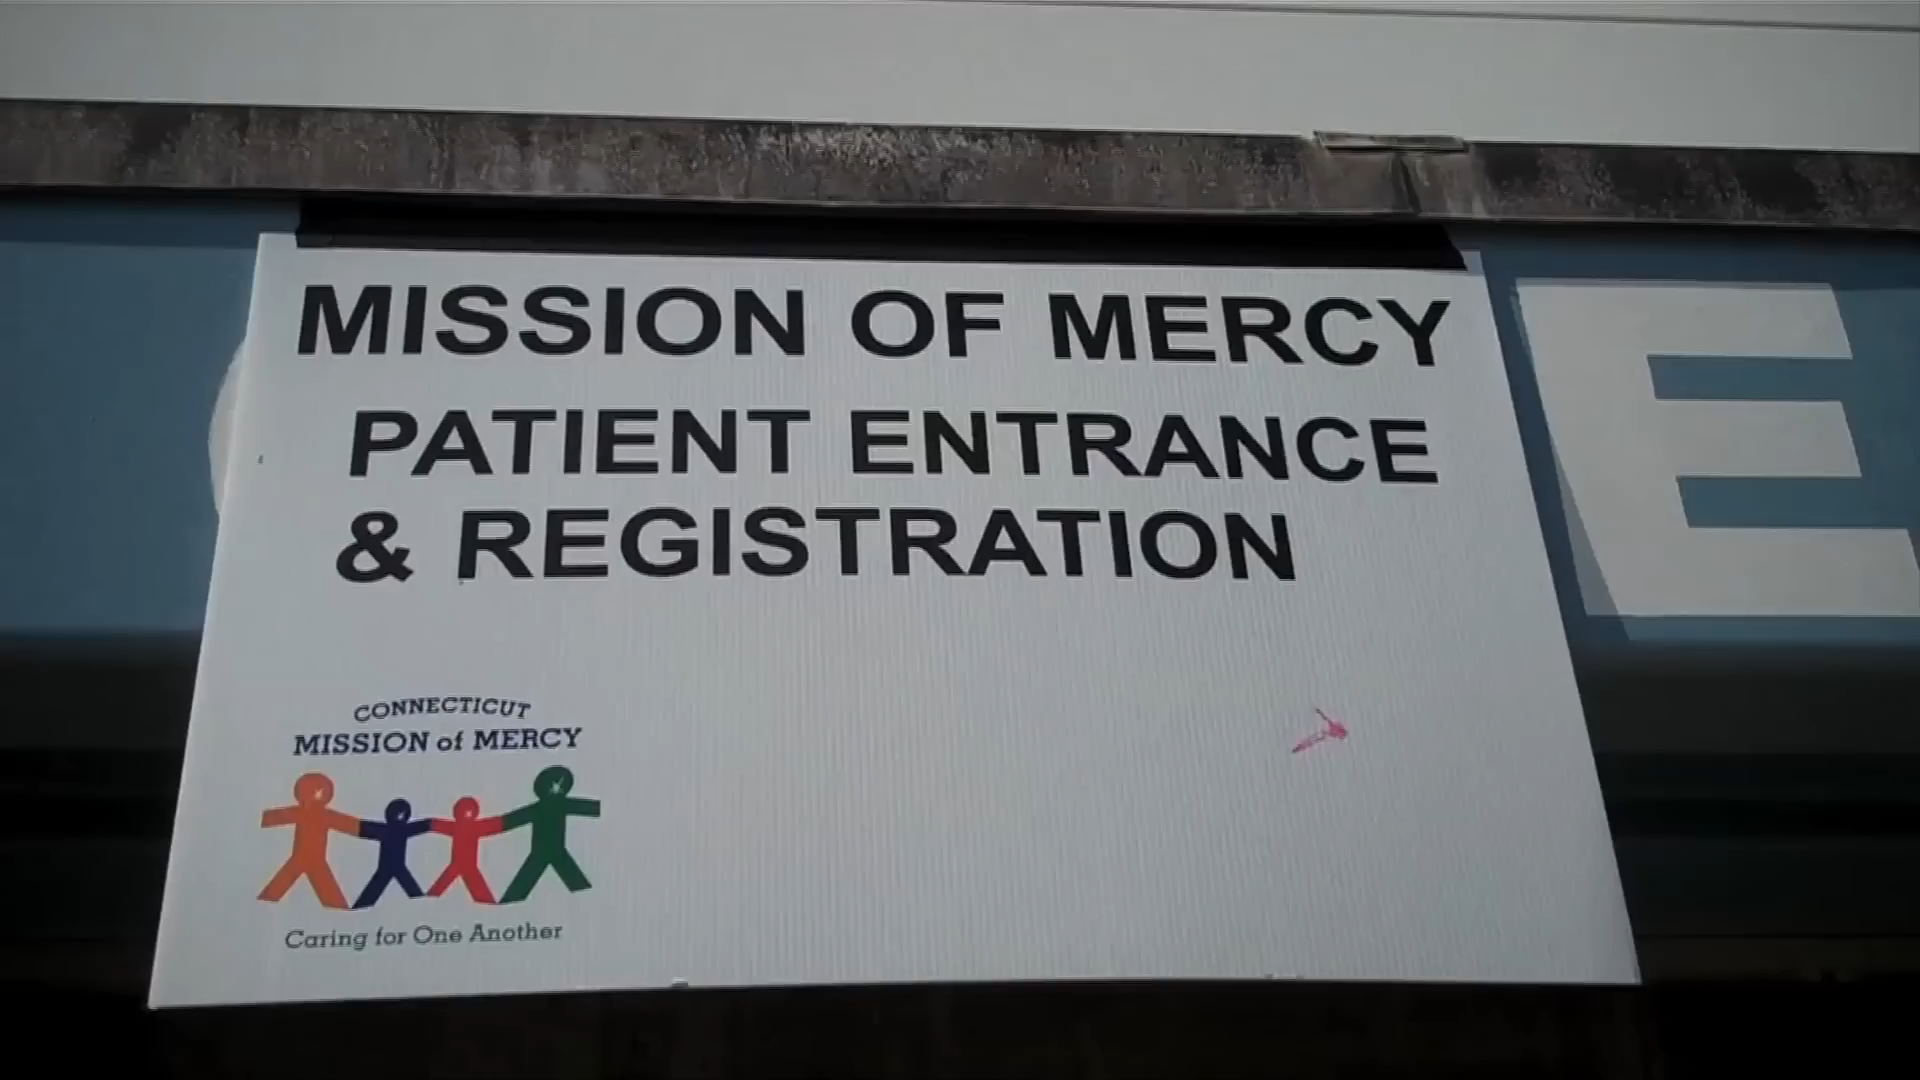 MISSION OF MERCY
PATIENT ENTRANCE
& REGISTRATION
E
CONNECTICUT
MISSION of MERCY
Caring for One Another